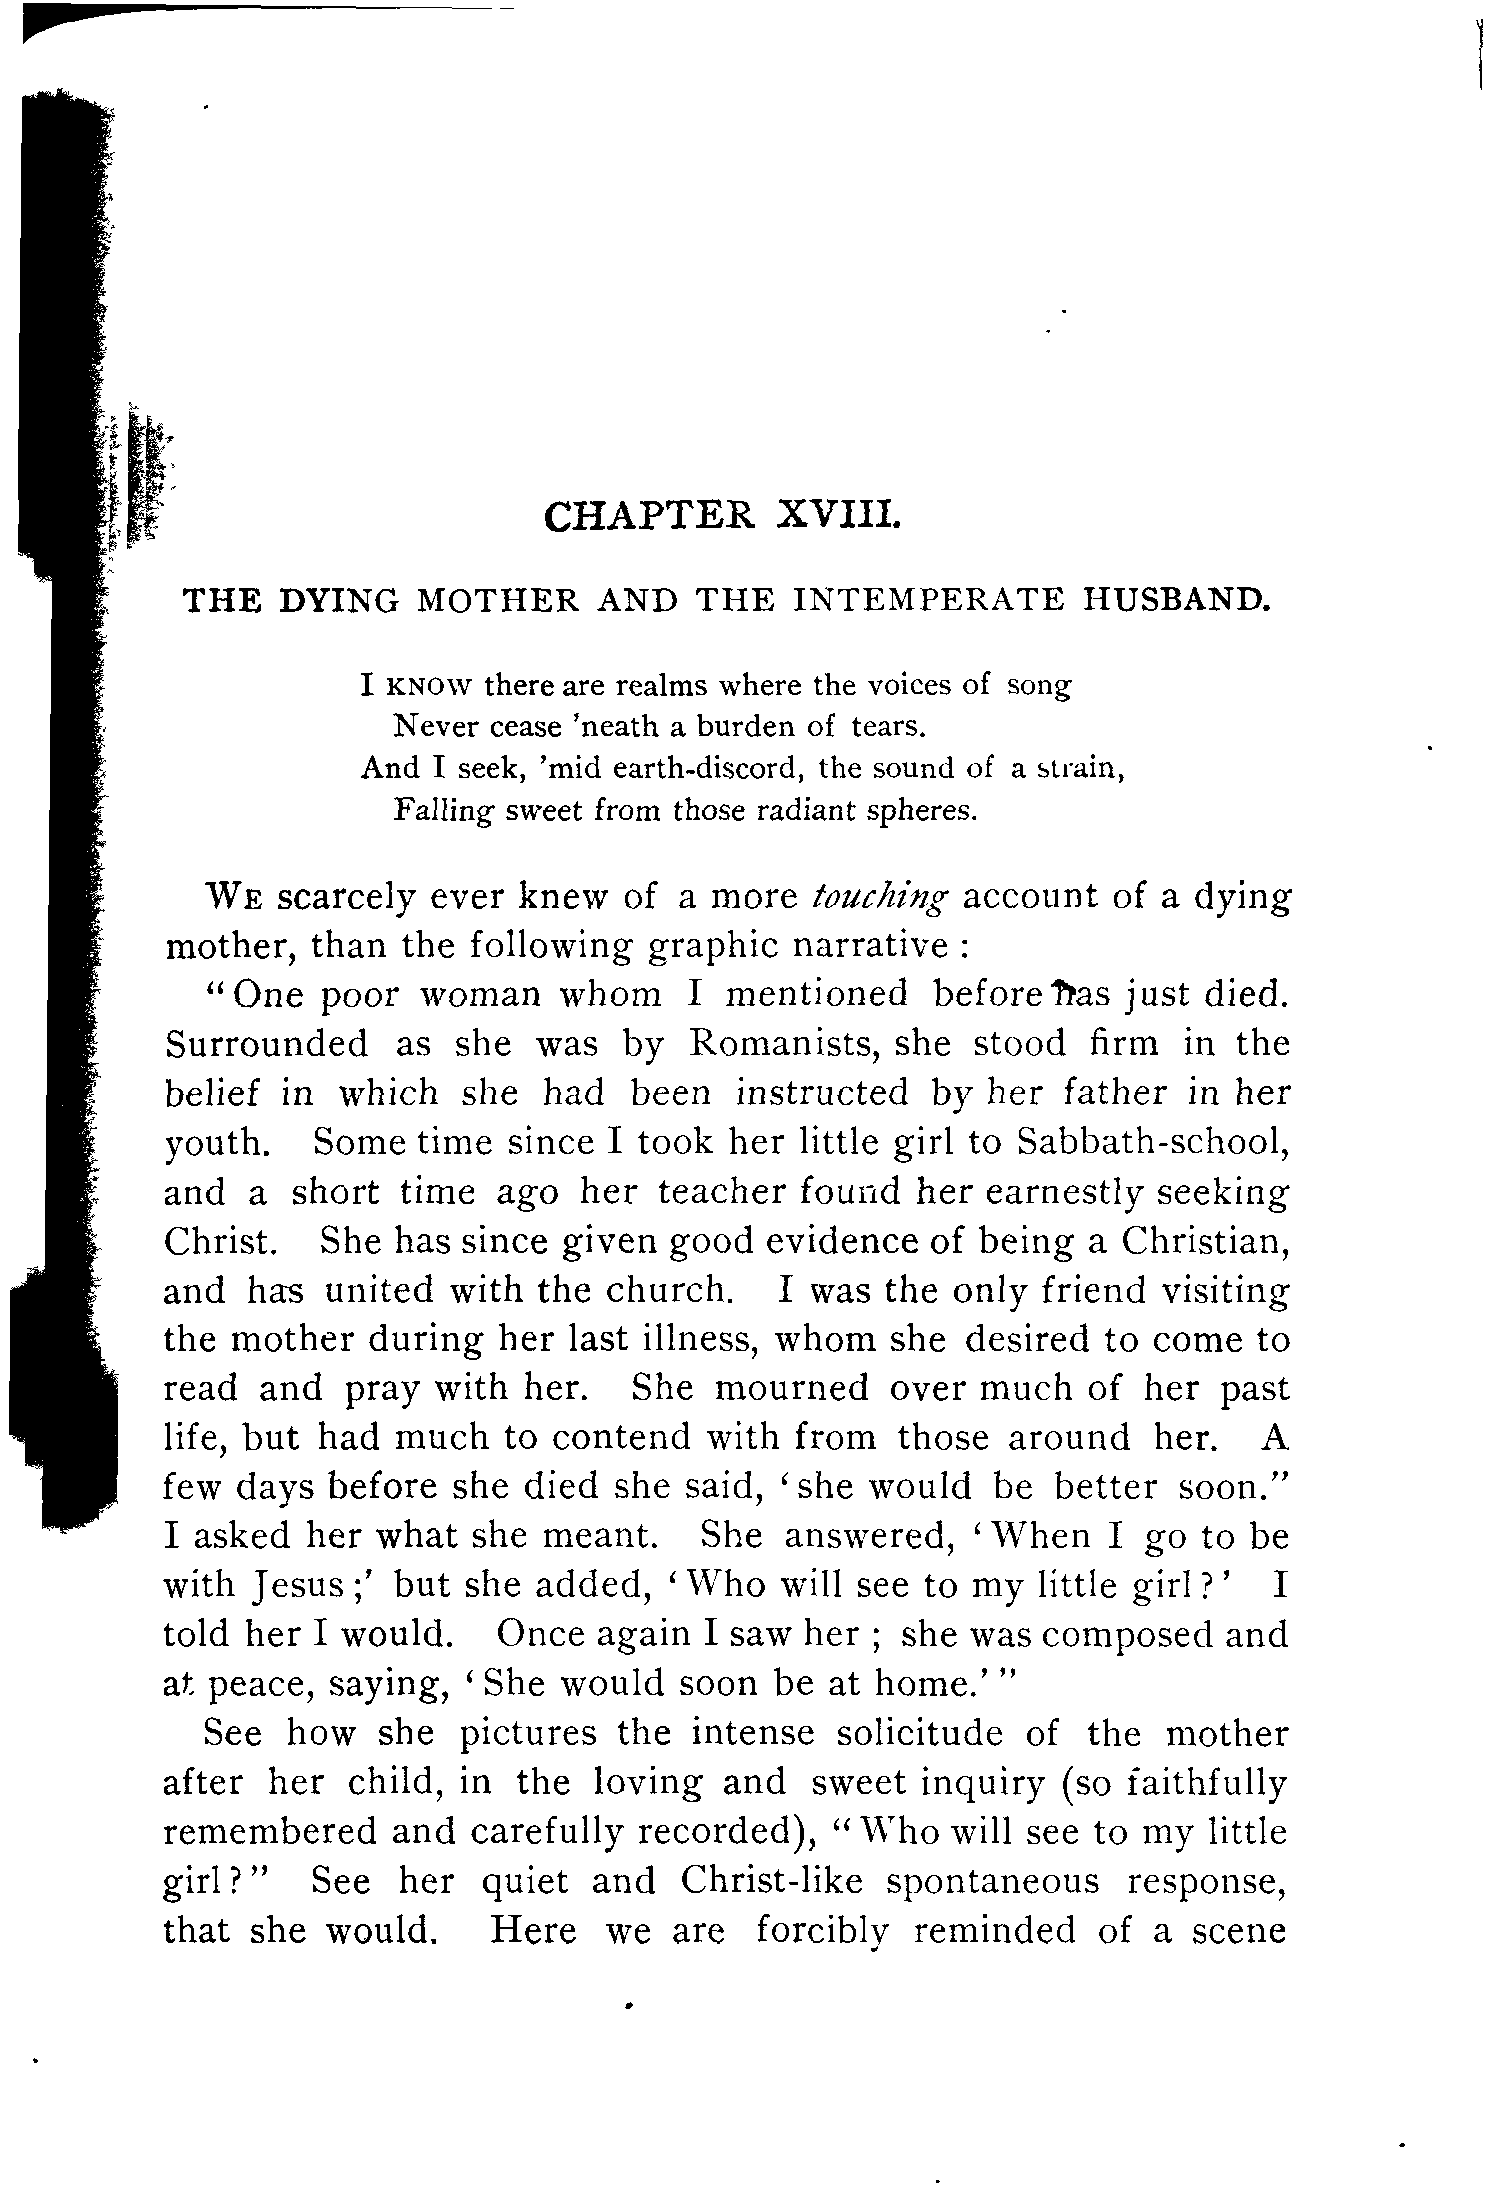 CHAPTER XVIII.
THE DYING MOTHER AND THE INTEMPERATE HUSBAND.
I KNOW there are realms where the voices of song
Never cease 'neath a burden of tears.
And I seek, 'mid earth-discord, the sound of a strain,
Falling sweet from those radiant spheres.
WE scarcely ever knew of a more touching account of a dying
mother, than the following graphic narrative :
"One poor woman whom I mentioned before has just died.
Surrounded as she was by Romanists, she stood firm in the
belief in which she had been instructed by her father in her
youth. Some time since I took her little girl to Sabbath-school,
and a short time ago her teacher found her earnestly seeking
Christ. She has since given good evidence of being a Christian,
and has united with the church. I was the only friend visiting
the mother during her last illness, whom she desired to come to
read and pray with her. She mourned over much of her past
life, but had much to contend with from those around her. A
few days before she died she said, 'she would be better soon."
I asked her what she meant. She answered, 'When I go to be
with Jesus ;' but she added, 'Who will see to my little girl ?' I
told her I would. Once again I saw her ; she was composed and
at peace, saying, 'She would soon be at home.' "
See how she pictures the intense solicitude of the mother
after her child, in the loving and sweet inquiry (so faithfully
remembered and carefully recorded), "Who will see to my little
girl ?" See her quiet and Christ-like spontaneous response,
that she would. Here we are forcibly reminded of a scene